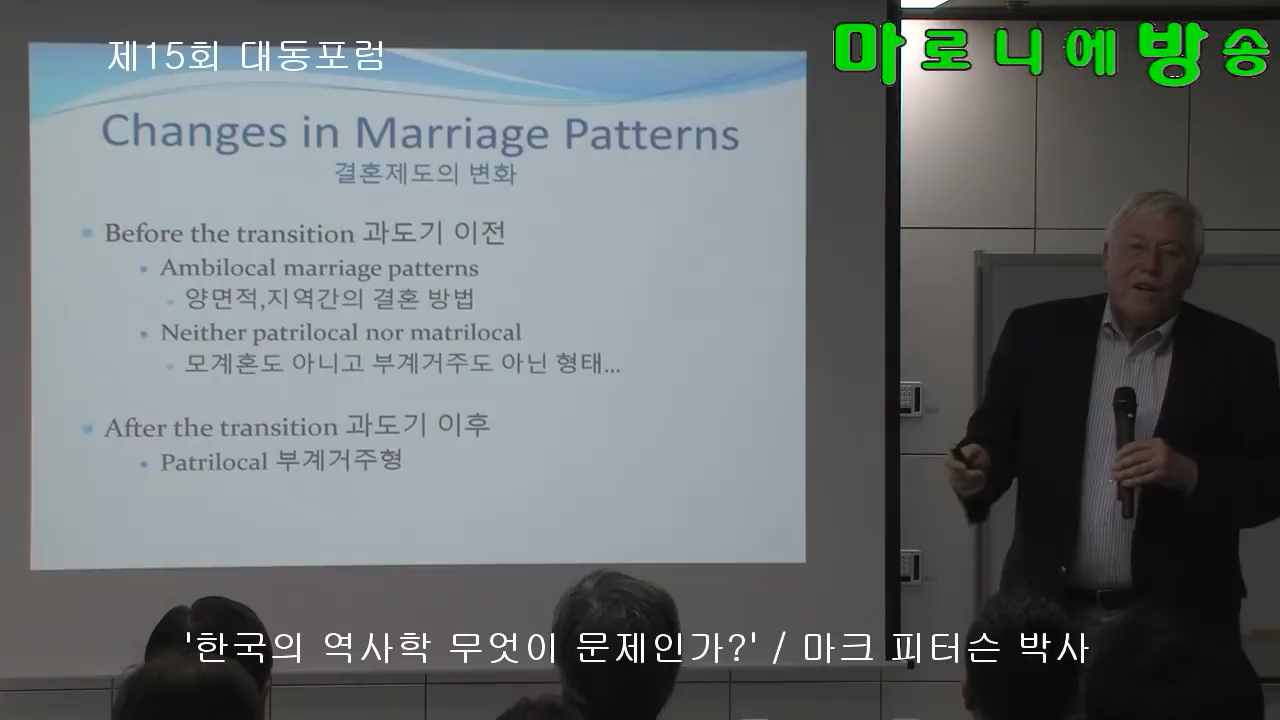 제15회 대동포럼
마로니에방송
Changes in Marriage Patterns
결혼제도의 변화
Before the transition 과도기 이전
Ambilocal marriage patterns
양면적,지역간의 결혼 방법
Neither patrilocal nor matrilocal
모계혼도 아니고 부계거주도 아닌 형태...
After the transition 과도기 이후
Patrilocal 부계거주형
'한국의 역사학 무엇이 문제인가?' / 마크 피터슨 박사